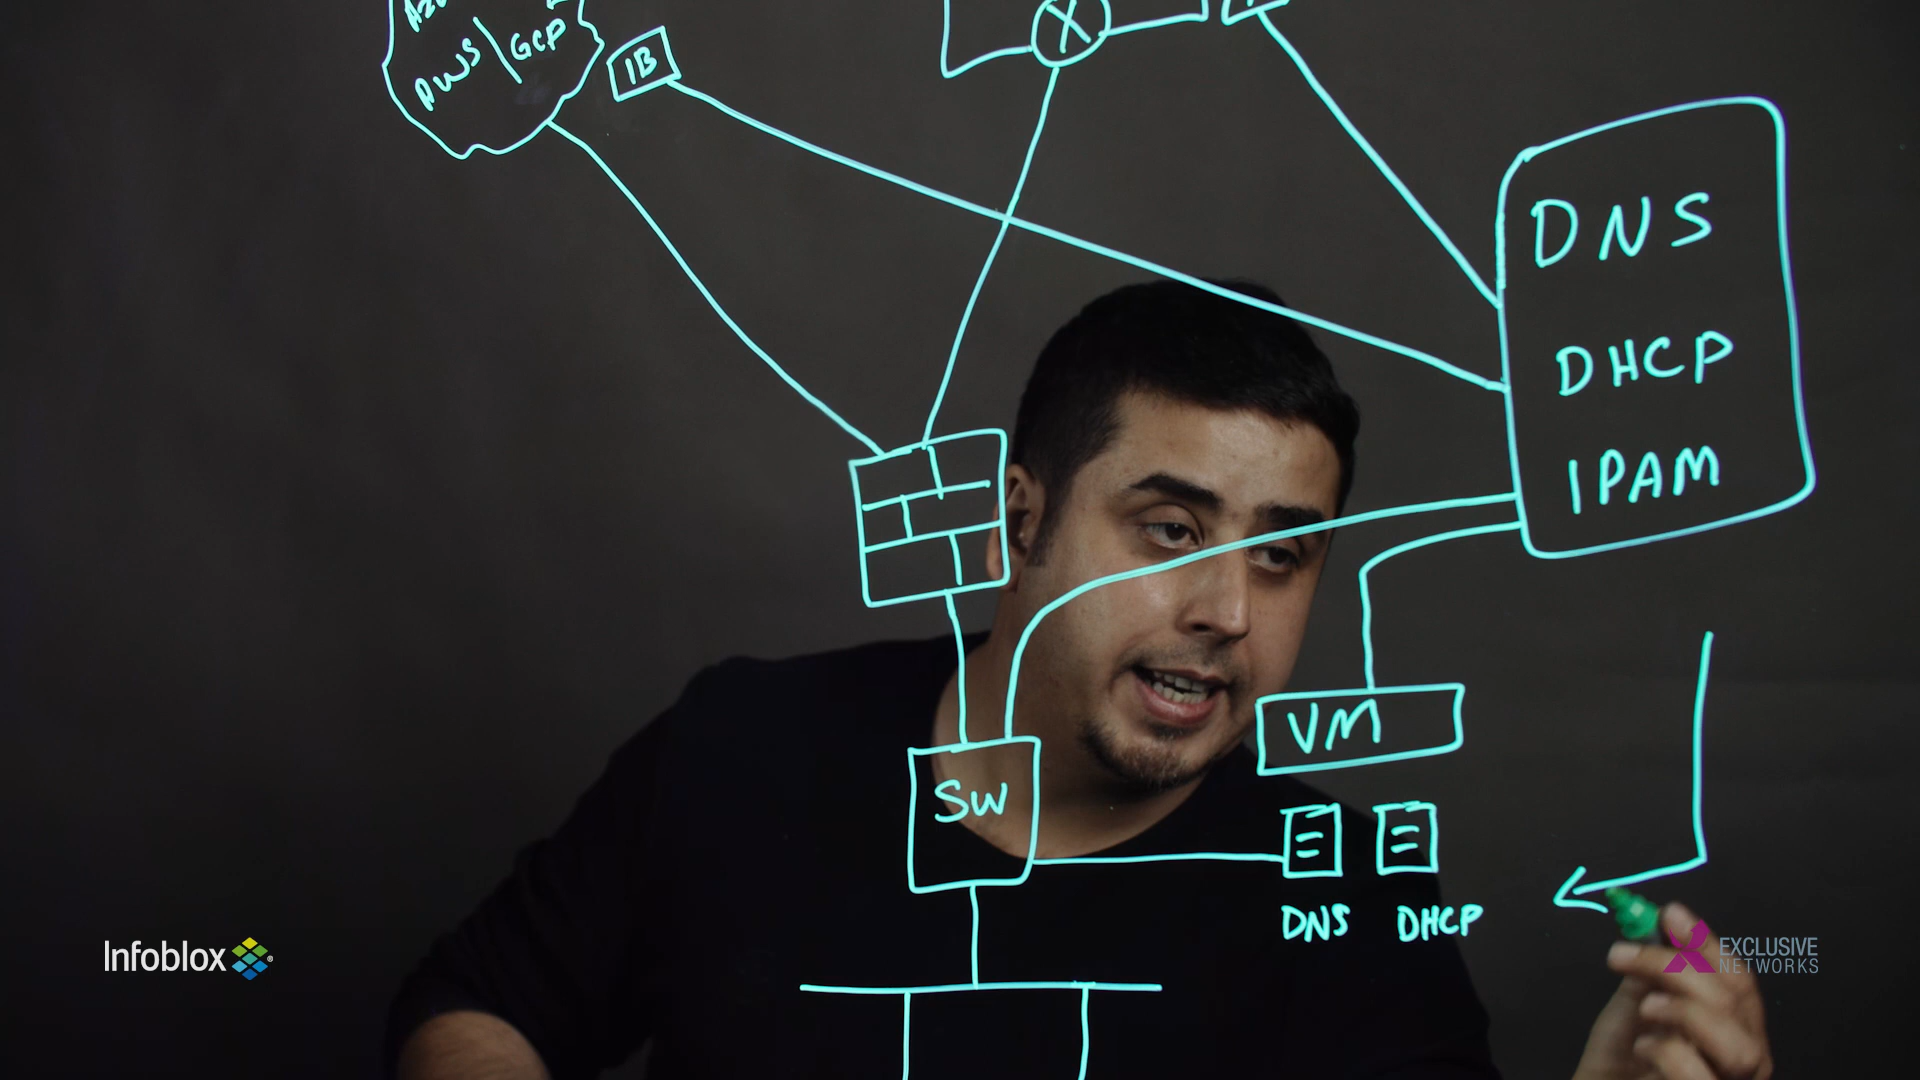 AWS\GCP
IB
X
DNS
DHCP
IPAM
VM
SW
DNS DHCP
Infoblox
EXCLUSIVE
NETWORKS